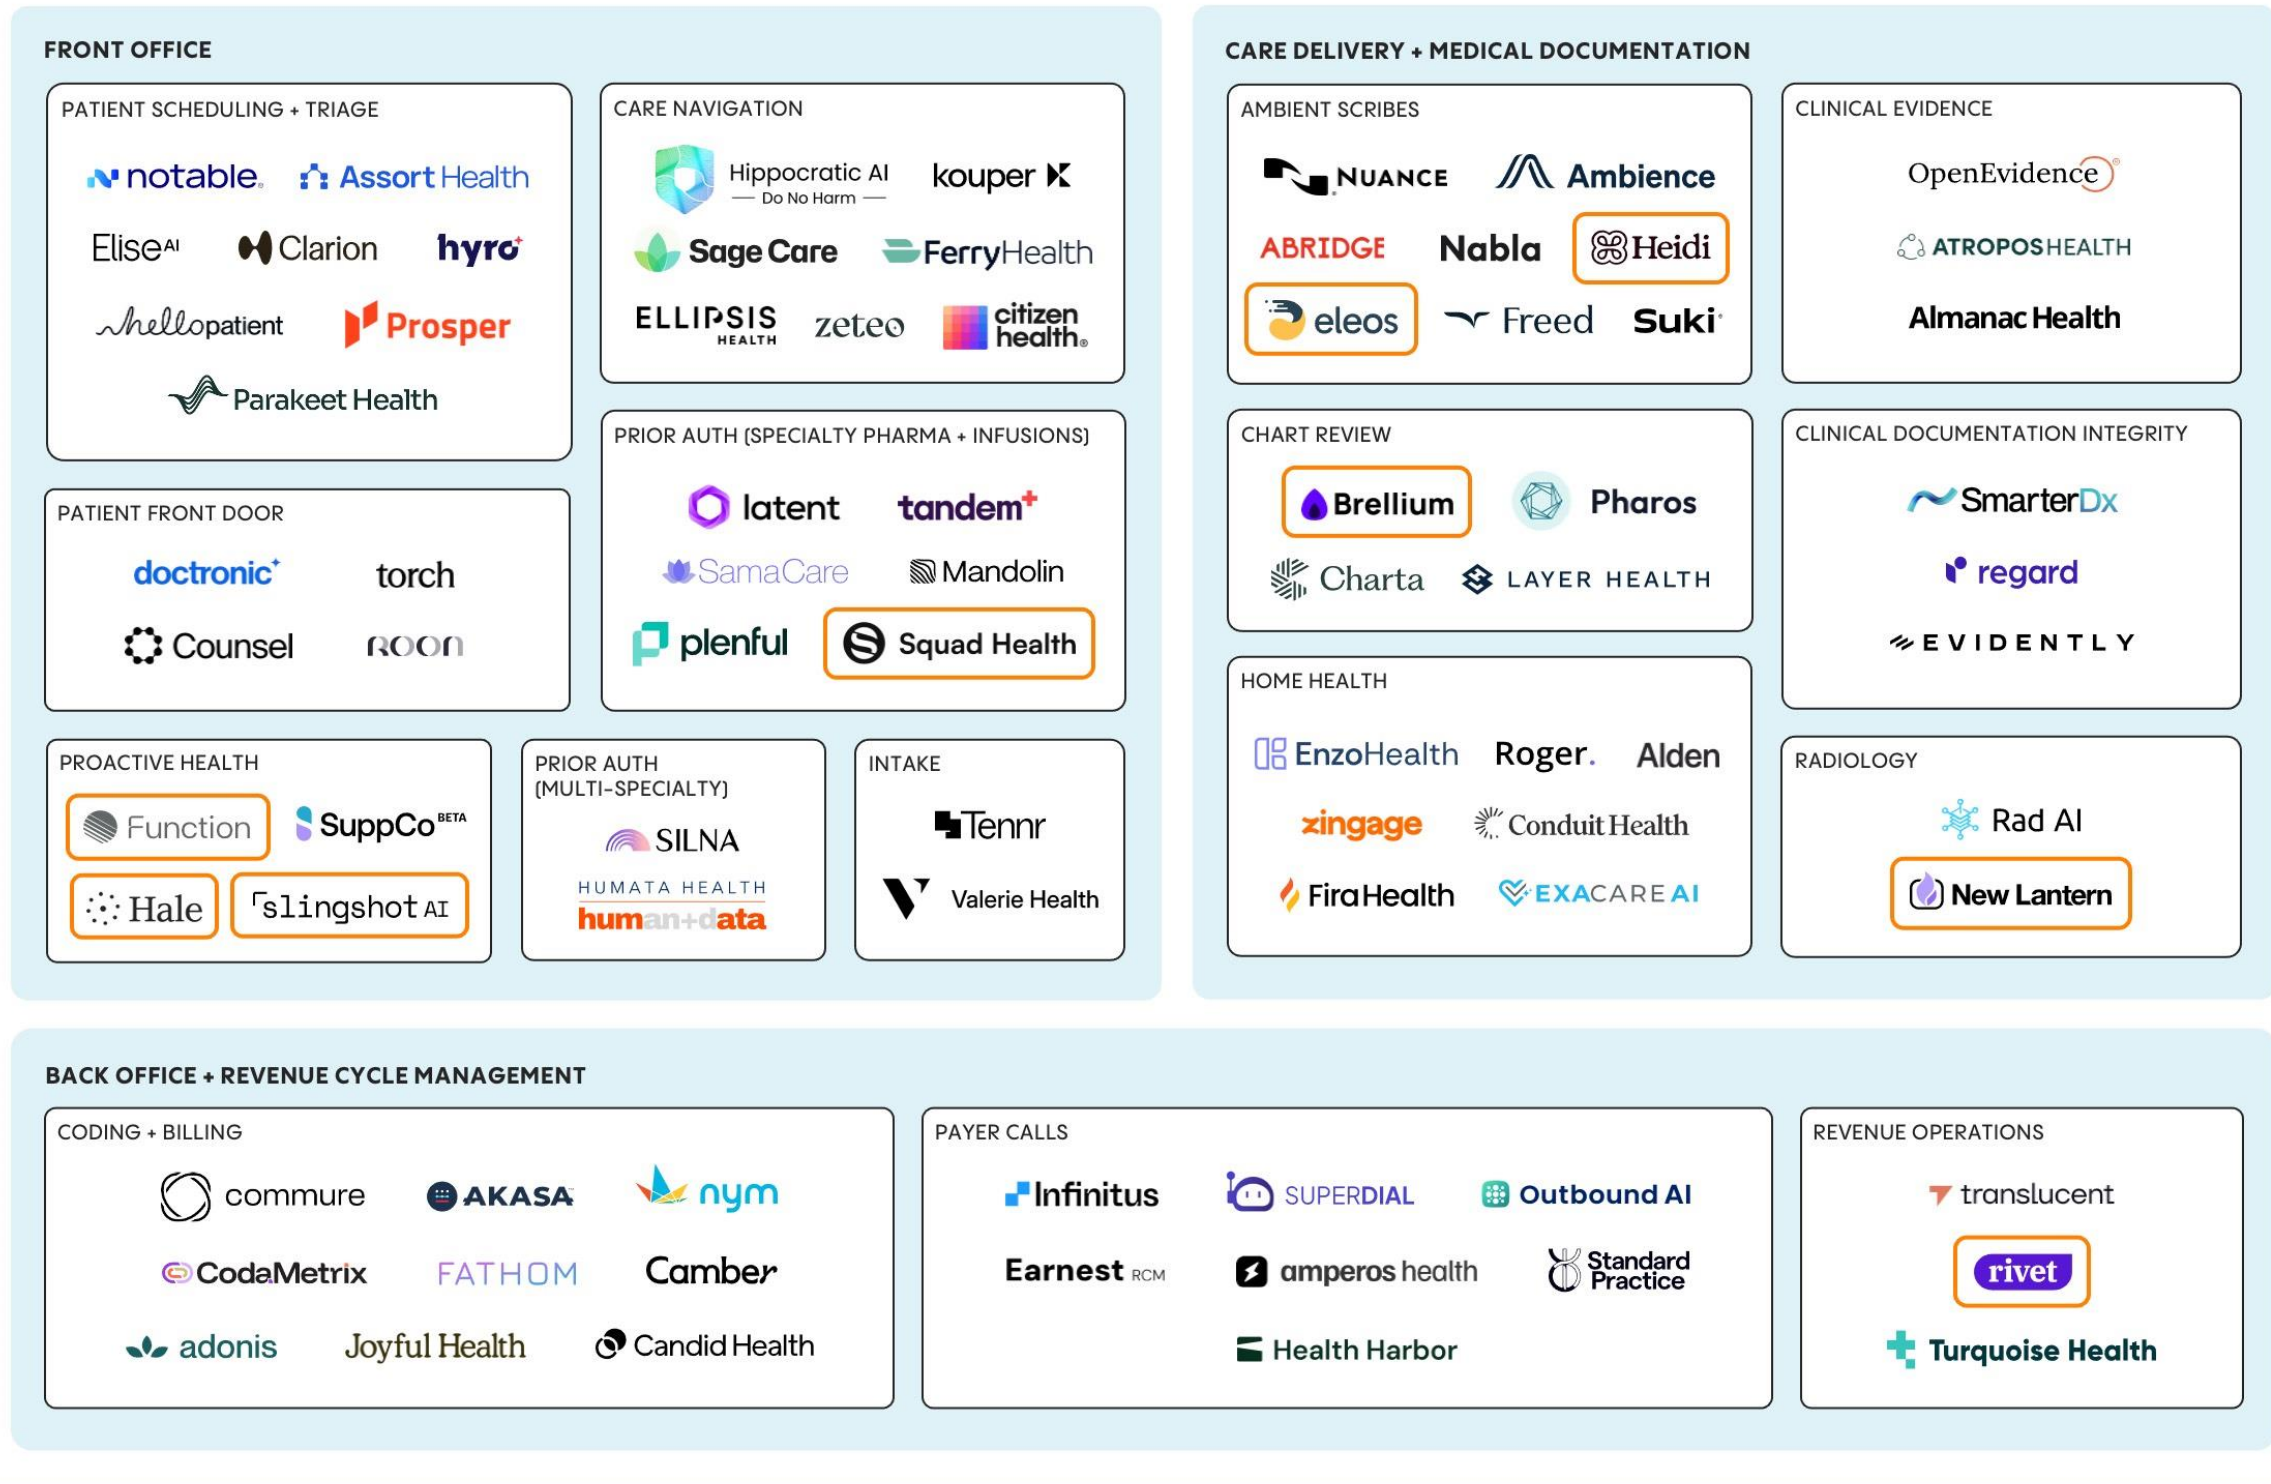 FRONT OFFICE
PATIENT SCHEDULING + TRIAGE
notable.
Assort Health
EliseAI
Clarion
hyro
hellopatient
Prosper
Parakeet Health
CARE NAVIGATION
Hippocratic AI
Do No Harm
kouper
Sage Care
FerryHealth
ELLIPSIS
HEALTH
zeteo
citizen
health®
PATIENT FRONT DOOR
doctronic
torch
Counsel
ROON
PRIOR AUTH (SPECIALTY PHARMA + INFUSIONS)
latent
tandem+
SamaCare
Mandolin
plenful
Squad Health
PROACTIVE HEALTH
Function
SuppCo BETA
Hale
slingshot AI
PRIOR AUTH
(MULTI-SPECIALTY)
SILNA
HUMATA HEALTH
human+data
INTAKE
Tennr
Valerie Health
CARE DELIVERY + MEDICAL DOCUMENTATION
AMBIENT SCRIBES
NUANCE
Ambience
ABRIDGE
Nabla
Heidi
eleos
Freed
Suki
CLINICAL EVIDENCE
OpenEvidence®
ATROPOS HEALTH
Almanac Health
CHART REVIEW
Brellium
Pharos
Charta
LAYER HEALTH
CLINICAL DOCUMENTATION INTEGRITY
SmarterDx
regard
EVIDENTLY
HOME HEALTH
EnzoHealth
Roger.
Alden
zingage
Conduit Health
Fira Health
EXACARE AI
RADIOLOGY
Rad AI
New Lantern
BACK OFFICE + REVENUE CYCLE MANAGEMENT
CODING + BILLING
commure
AKASA
nym
CodaMetrix
FATHOM
Camber
adonis
Joyful Health
Candid Health
PAYER CALLS
Infinitus
SUPERDIAL
Outbound AI
Earnest RCM
amperos health
Standard
Practice
Health Harbor
REVENUE OPERATIONS
translucent
rivet
Turquoise Health